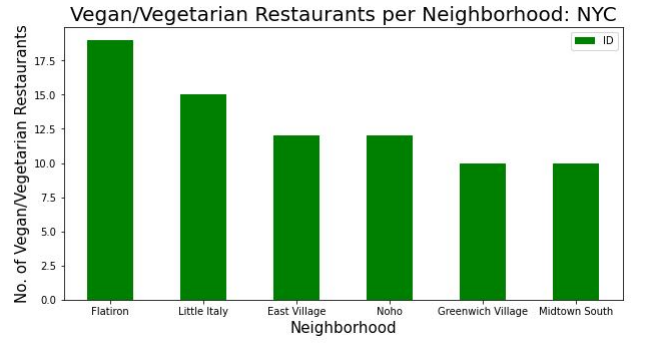 Vegan/Vegetarian Restaurants per Neighborhood: NYC
ID
No. of Vegan/Vegetarian Restaurants
17.5
15.0
12.5
10.0
7.5
5.0
2.5
0.0
Flatiron Little Italy East Village Noho Greenwich Village Midtown South
Neighborhood